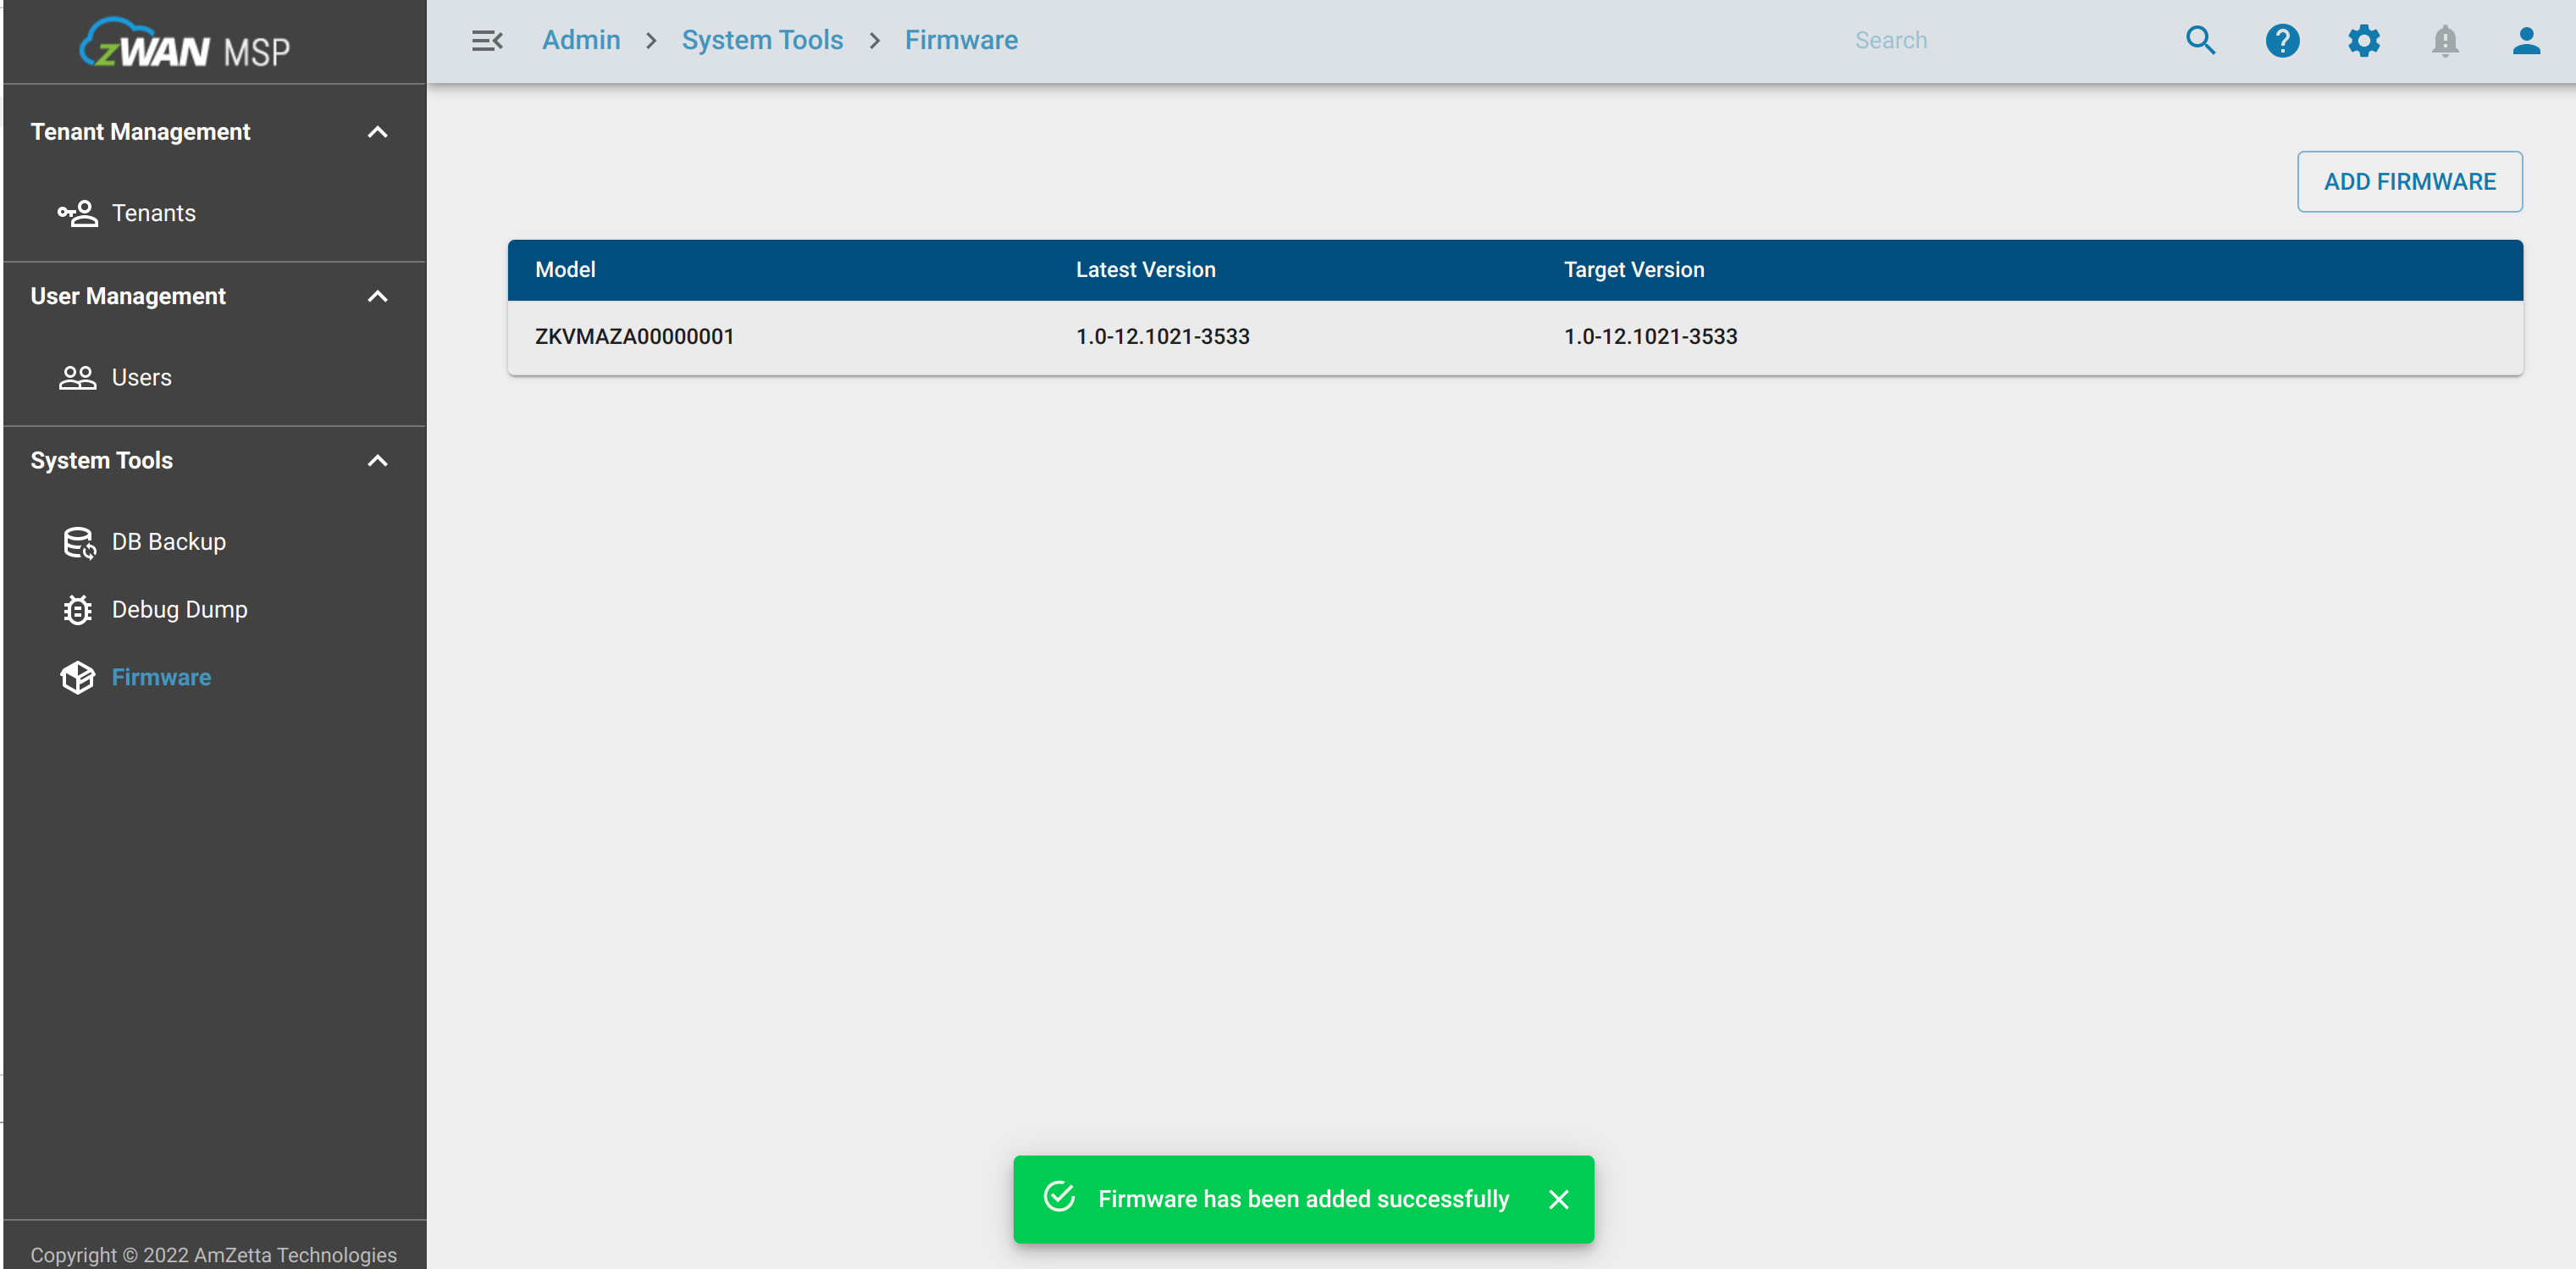 zWAN MSP
Admin > System Tools > Firmware
Search
Tenant Management
Tenants
User Management
Users
System Tools
DB Backup
Debug Dump
Firmware
ADD FIRMWARE
Model Latest Version Target Version
ZKVMAZA00000001 1.0-12.1021-3533 1.0-12.1021-3533
Firmware has been added successfully
Copyright © 2022 AmZetta Technologies